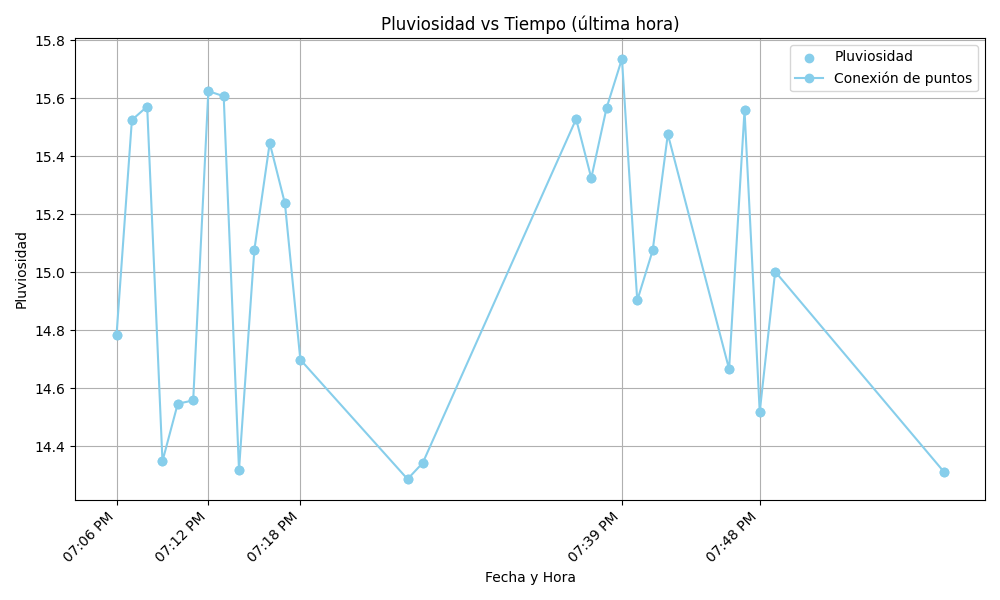 Pluviosidad vs Tiempo (última hora)
Pluviosidad
Conexión de puntos
Pluviosidad
15.8
15.6
15.4
15.2
15.0
14.8
14.6
14.4
07:06 PM
07:12 PM
07:18 PM
07:39 PM
07:48 PM
Fecha y Hora